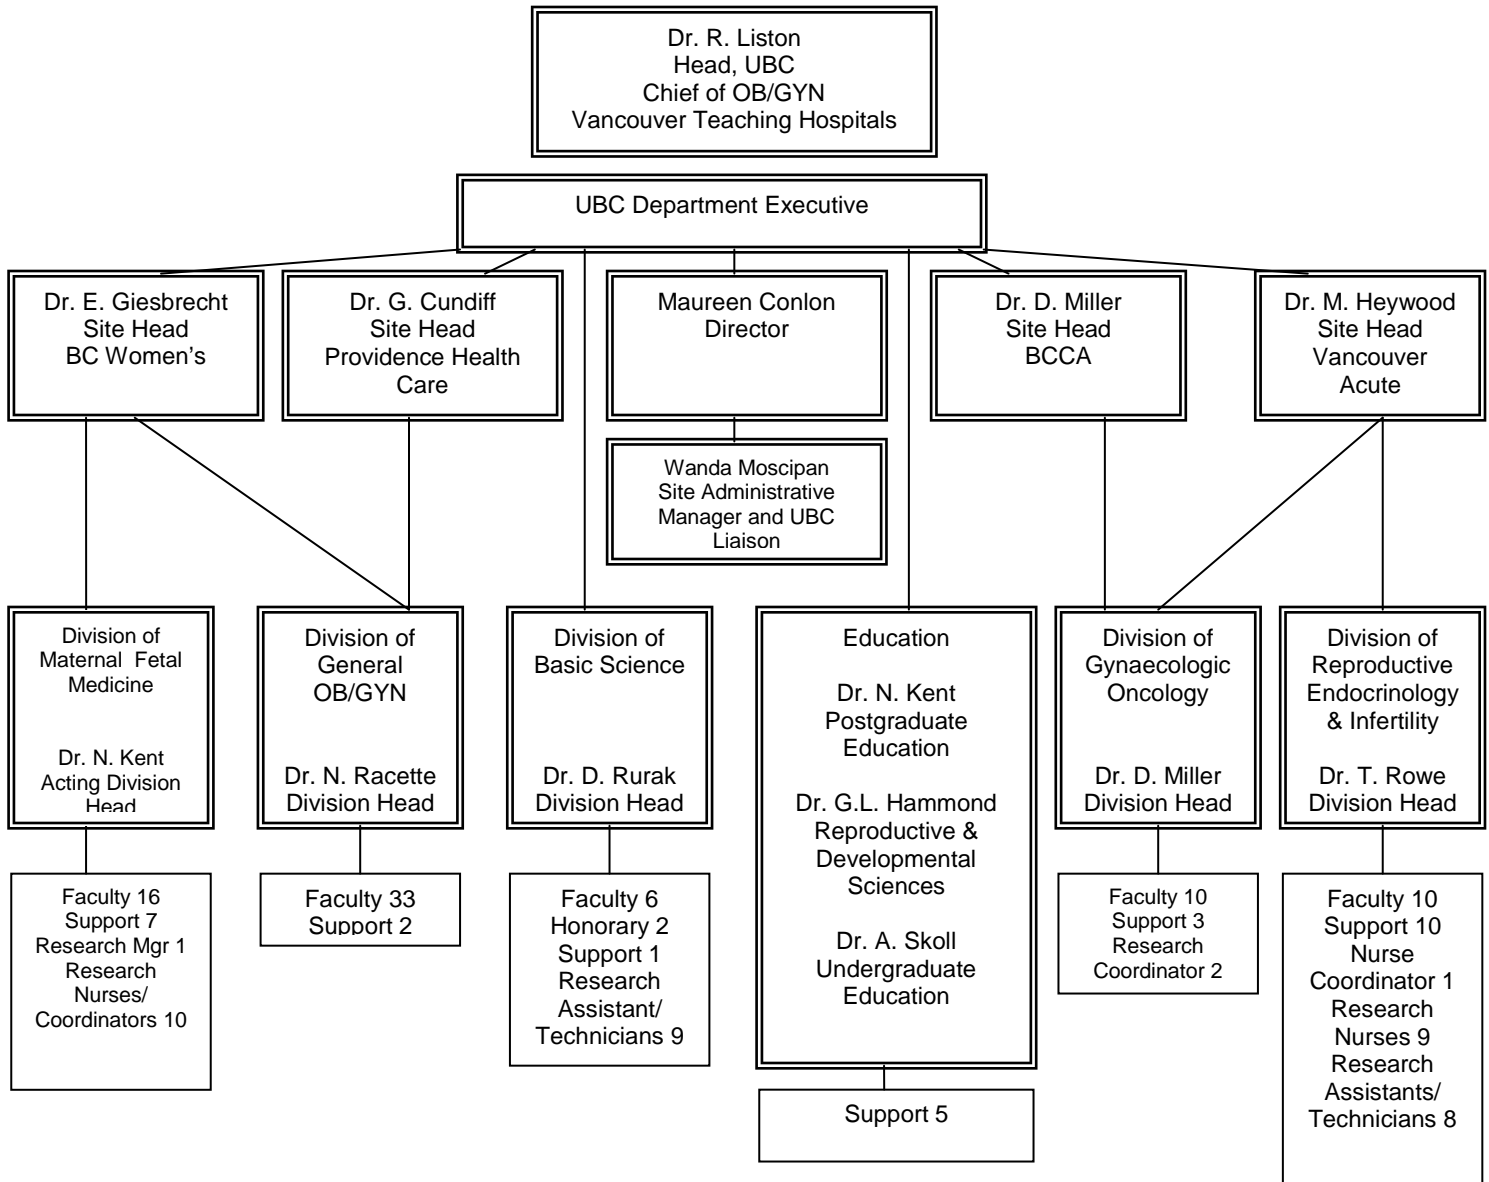 Dr. R. Liston
Head, UBC
Chief of OB/GYN
Vancouver Teaching Hospitals
UBC Department Executive
Dr. E. Giesbrecht
Site Head
BC Women's
Dr. G. Cundiff
Site Head
Providence Health
Care
Maureen Conlon
Director
Dr. D. Miller
Site Head
BCCA
Dr. M. Heywood
Site Head
Vancouver
Acute
Wanda Moscipan
Site Administrative
Manager and UBC
Liaison
Division of
Maternal Fetal
Medicine
Dr. N. Kent
Acting Division
Head
Division of
General
OB/GYN
Dr. N. Racette
Division Head
Division of
Basic Science
Dr. D. Rurak
Division Head
Education
Dr. N. Kent
Postgraduate
Education
Dr. G.L. Hammond
Reproductive &
Developmental
Sciences
Dr. A. Skoll
Undergraduate
Education
Division of
Gynaecologic
Oncology
Dr. D. Miller
Division Head
Division of
Reproductive
Endocrinology
& Infertility
Dr. T. Rowe
Division Head
Faculty 16
Support 7
Research Mgr 1
Research
Nurses/
Coordinators 10
Faculty 33
Support 2
Faculty 6
Honorary 2
Support 1
Research
Assistant/
Technicians 9
Support 5
Faculty 10
Support 3
Research
Coordinator 2
Faculty 10
Support 10
Nurse
Coordinator 1
Research
Nurses 9
Research
Assistants/
Technicians 8